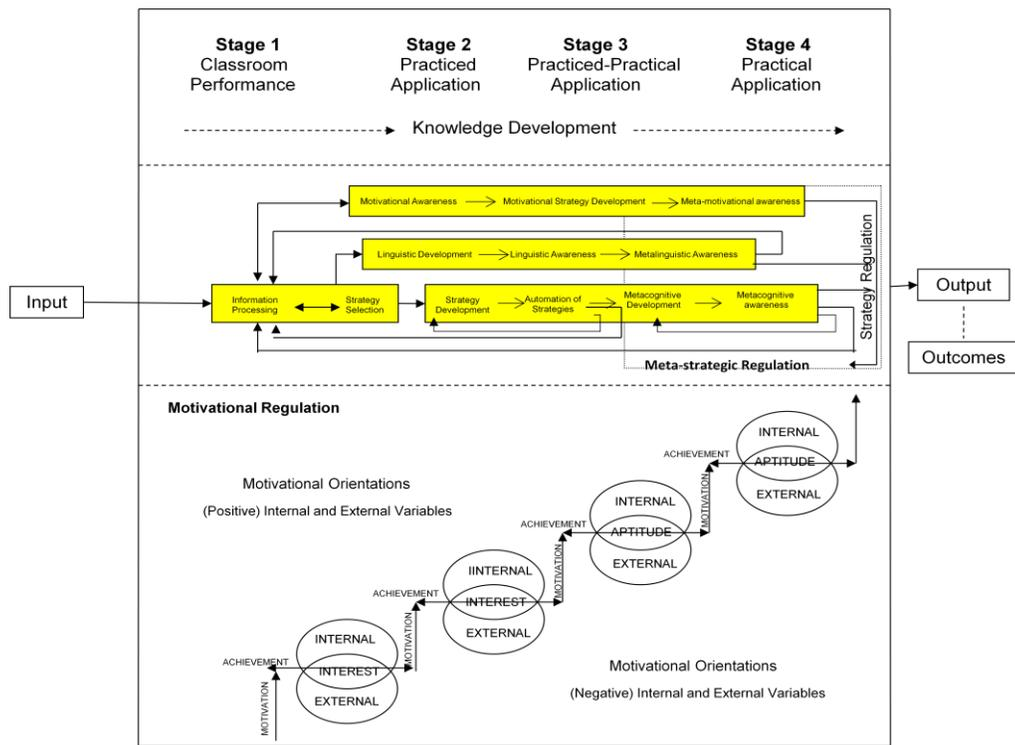 Stage 1
Classroom
Performance
Stage 2
Practiced
Application
Stage 3
Practiced-Practical
Application
Stage 4
Practical
Application
Knowledge Development
Motivational Awareness
Motivational Strategy Development
Meta-motivational awareness
Linguistic Development
Linguistic Awareness
Metalinguistic Awareness
Input
Information
Processing
Strategy
Selection
Strategy
Development
Automation of
Strategies
Metacognitive
Development
Metacognitive
awareness
Strategy Regulation
Meta-strategic Regulation
Output
Outcomes
Motivational Regulation
Motivational Orientations
(Positive) Internal and External Variables
INTERNAL
ACHIEVEMENT
APTITUDE
EXTERNAL
MOTIVATION
INTERNAL
ACHIEVEMENT
APTITUDE
EXTERNAL
MOTIVATION
IINTERNAL
ACHIEVEMENT
INTEREST
EXTERNAL
MOTIVATION
INTERNAL
ACHIEVEMENT
INTEREST
EXTERNAL
MOTIVATION
Motivational Orientations
(Negative) Internal and External Variables